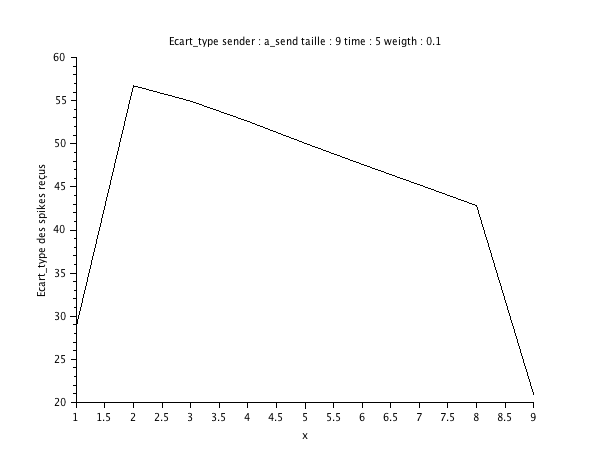 Ecart_type sender : a_send taille : 9 time : 5 weigth : 0.1
60
55
50
45
40
35
30
25
20
Ecart_type des spikes reçus
1 1.5 2 2.5 3 3.5 4 4.5 5 5.5 6 6.5 7 7.5 8 8.5 9
x